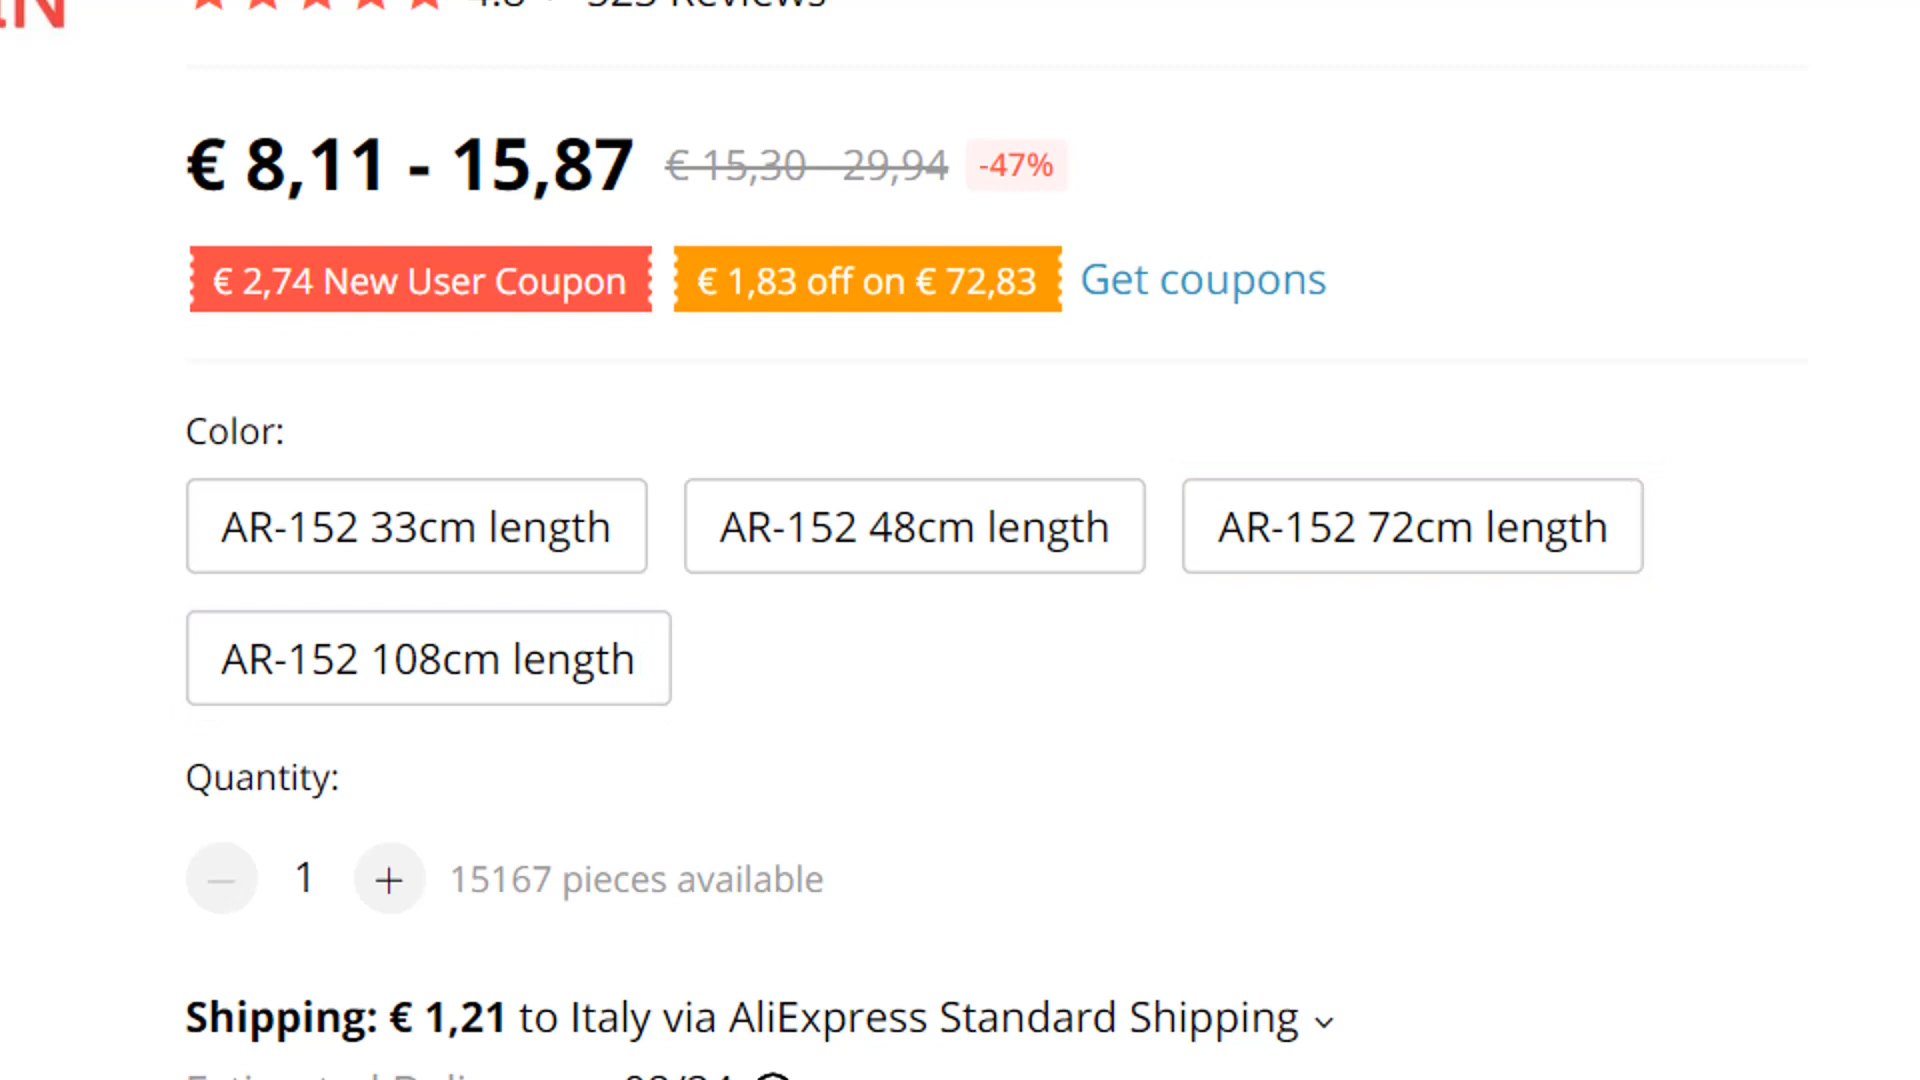 € 8,11 - 15,87 € 15,30 - 29,94 -47%
€ 2,74 New User Coupon € 1,83 off on € 72,83 Get coupons
Color:
AR-152 33cm length AR-152 48cm length AR-152 72cm length
AR-152 108cm length
Quantity:
1 15167 pieces available
Shipping: € 1,21 to Italy via AliExpress Standard Shipping